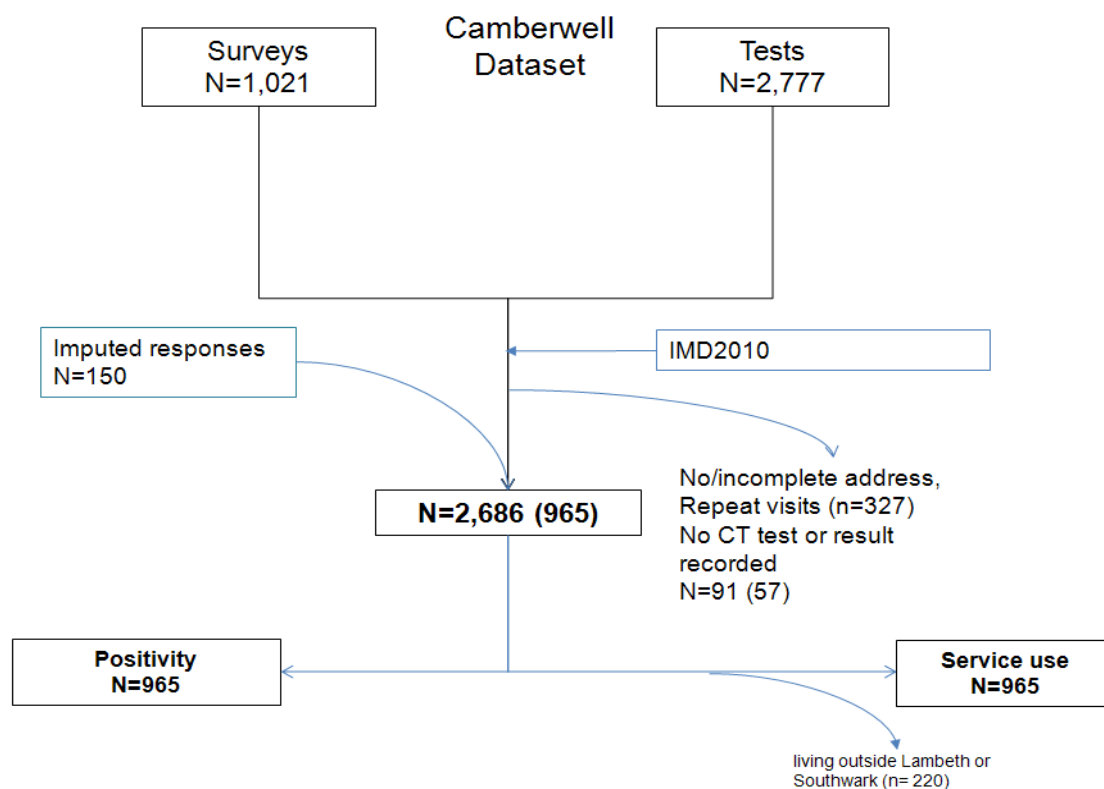 Camberwell
Dataset
Surveys
N=1,021
Tests
N=2,777
Imputed responses
N=150
IMD2010
No/incomplete address,
Repeat visits (n=327)
No CT test or result
recorded
N=91 (57)
N=2,686 (965)
Positivity
N=965
Service use
N=965
living outside Lambeth or
Southwark (n= 220)